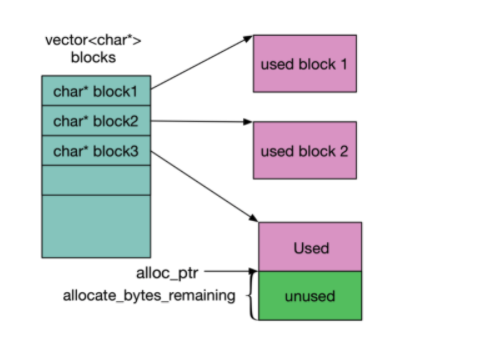 vector<char*>
blocks
char* block1
char* block2
char* block3
used block 1
used block 2
Used
alloc_ptr
allocate_bytes_remaining
unused